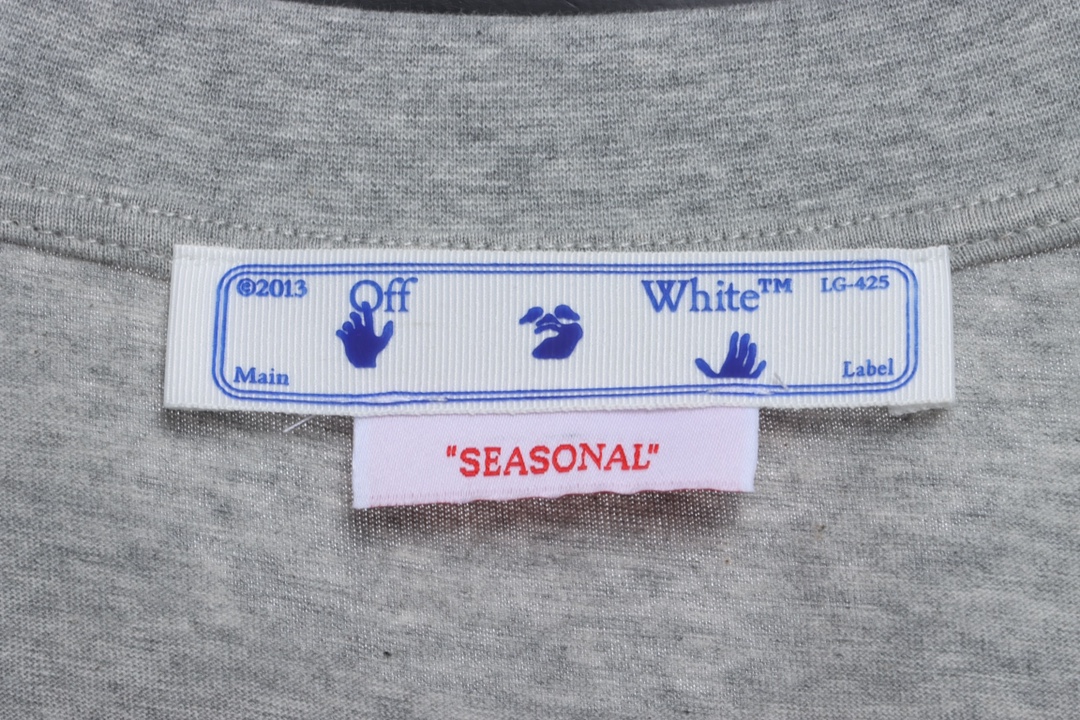 ©2013 Off White™ LG-425
Main Label
"SEASONAL"